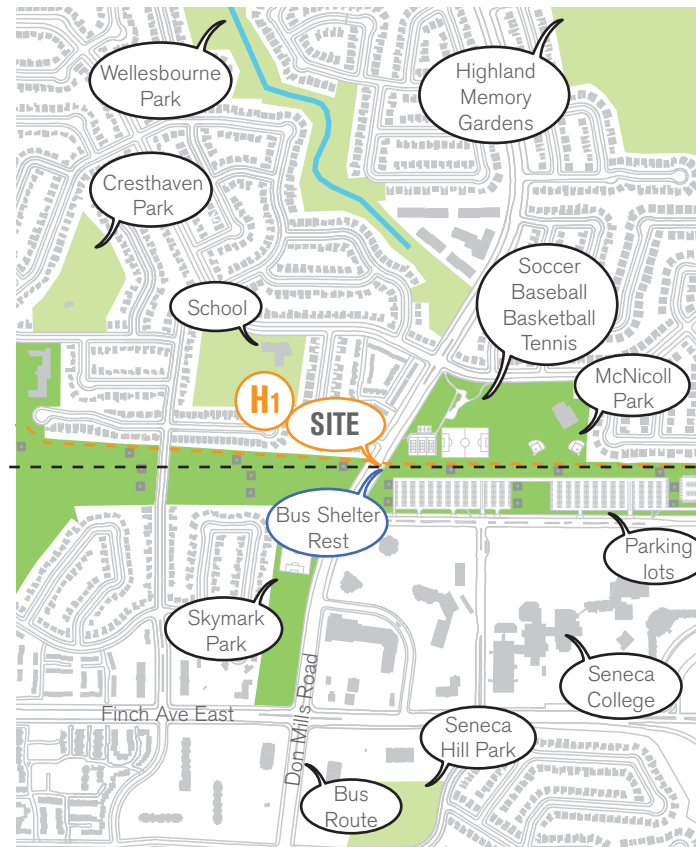 Wellesbourne
Park
Highland
Memory
Gardens
Cresthaven
Park
School
Soccer
Baseball
Basketball
Tennis
McNicoll
Park
H1
SITE
Bus Shelter
Rest
Parking
lots
Skymark
Park
Seneca
College
Finch Ave East
Don Mills Road
Seneca
Hill Park
Bus
Route